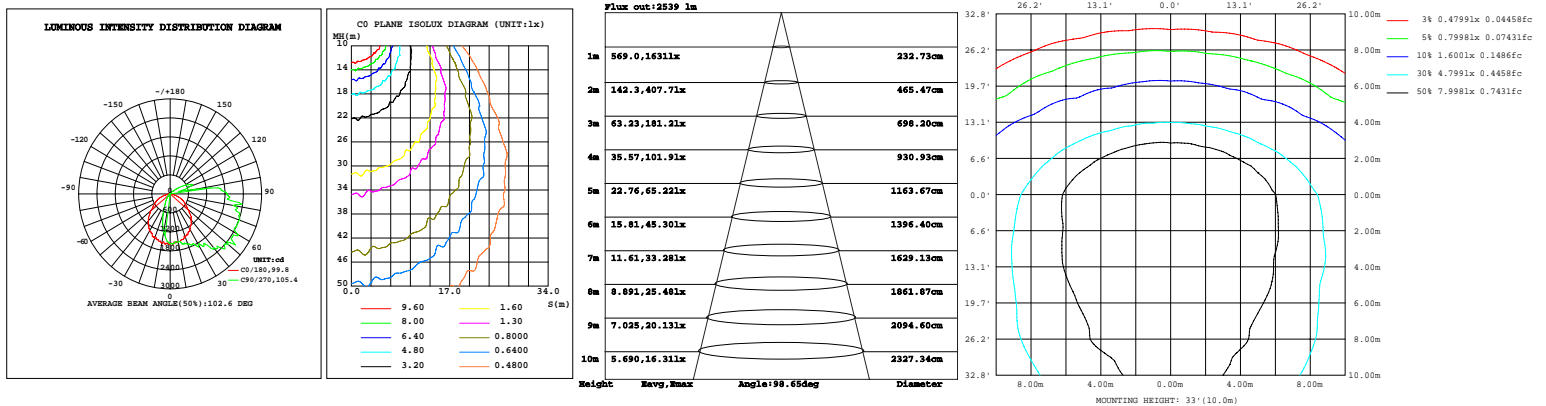 LUMINOUS INTENSITY DISTRIBUTION DIAGRAM
-/+180
-150 150
-120 120
-90 90
-60 60
-30 30
0
0
600
1200
1800
2400
3000
UNIT:cd
C0/180,99.8
C90/270,105.4
AVERAGE BEAM ANGLE(50%):102.6 DEG
C0 PLANE ISOLUX DIAGRAM (UNIT:lx)
MH(m)
10
14
18
22
26
30
34
38
42
46
50
0.0 17.0 34.0
S(m)
9.60 1.60
8.00 1.30
6.40 0.8000
4.80 0.6400
3.20 0.4800
Flux out:2539 lm
1m 569.0,1631lx 232.73cm
2m 142.3,407.7lx 465.47cm
3m 63.23,181.2lx 698.20cm
4m 35.57,101.9lx 930.93cm
5m 22.76,65.22lx 1163.67cm
6m 15.81,45.30lx 1396.40cm
7m 11.61,33.28lx 1629.13cm
8m 8.891,25.48lx 1861.87cm
9m 7.025,20.13lx 2094.60cm
10m 5.690,16.31lx 2327.34cm
Height Eavg,Emax Angle:98.65deg Diameter
26.2' 13.1' 0.0' 13.1' 26.2'
32.8' 10.00m
26.2' 8.00m
19.7' 6.00m
13.1' 4.00m
6.6' 2.00m
0.0' 0.00m
6.6' 2.00m
13.1' 4.00m
19.7' 6.00m
26.2' 8.00m
32.8' 10.00m
8.00m 4.00m 0.00m 4.00m 8.00m
MOUNTING HEIGHT: 33'(10.0m)
3% 0.4799lx 0.04458fc
5% 0.7998lx 0.07431fc
10% 1.600lx 0.1486fc
30% 4.799lx 0.4458fc
50% 7.998lx 0.7431fc